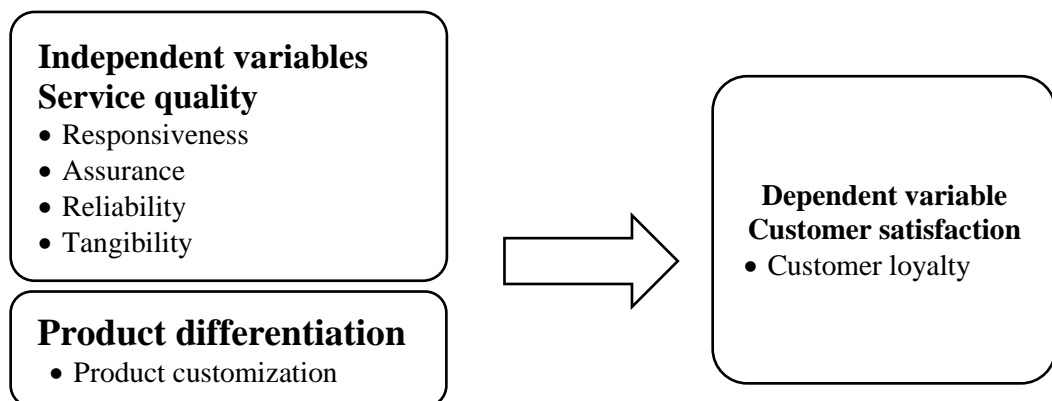 Independent variables
Service quality
• Responsiveness
• Assurance
• Reliability
• Tangibility
Product differentiation
• Product customization
Dependent variable
Customer satisfaction
• Customer loyalty